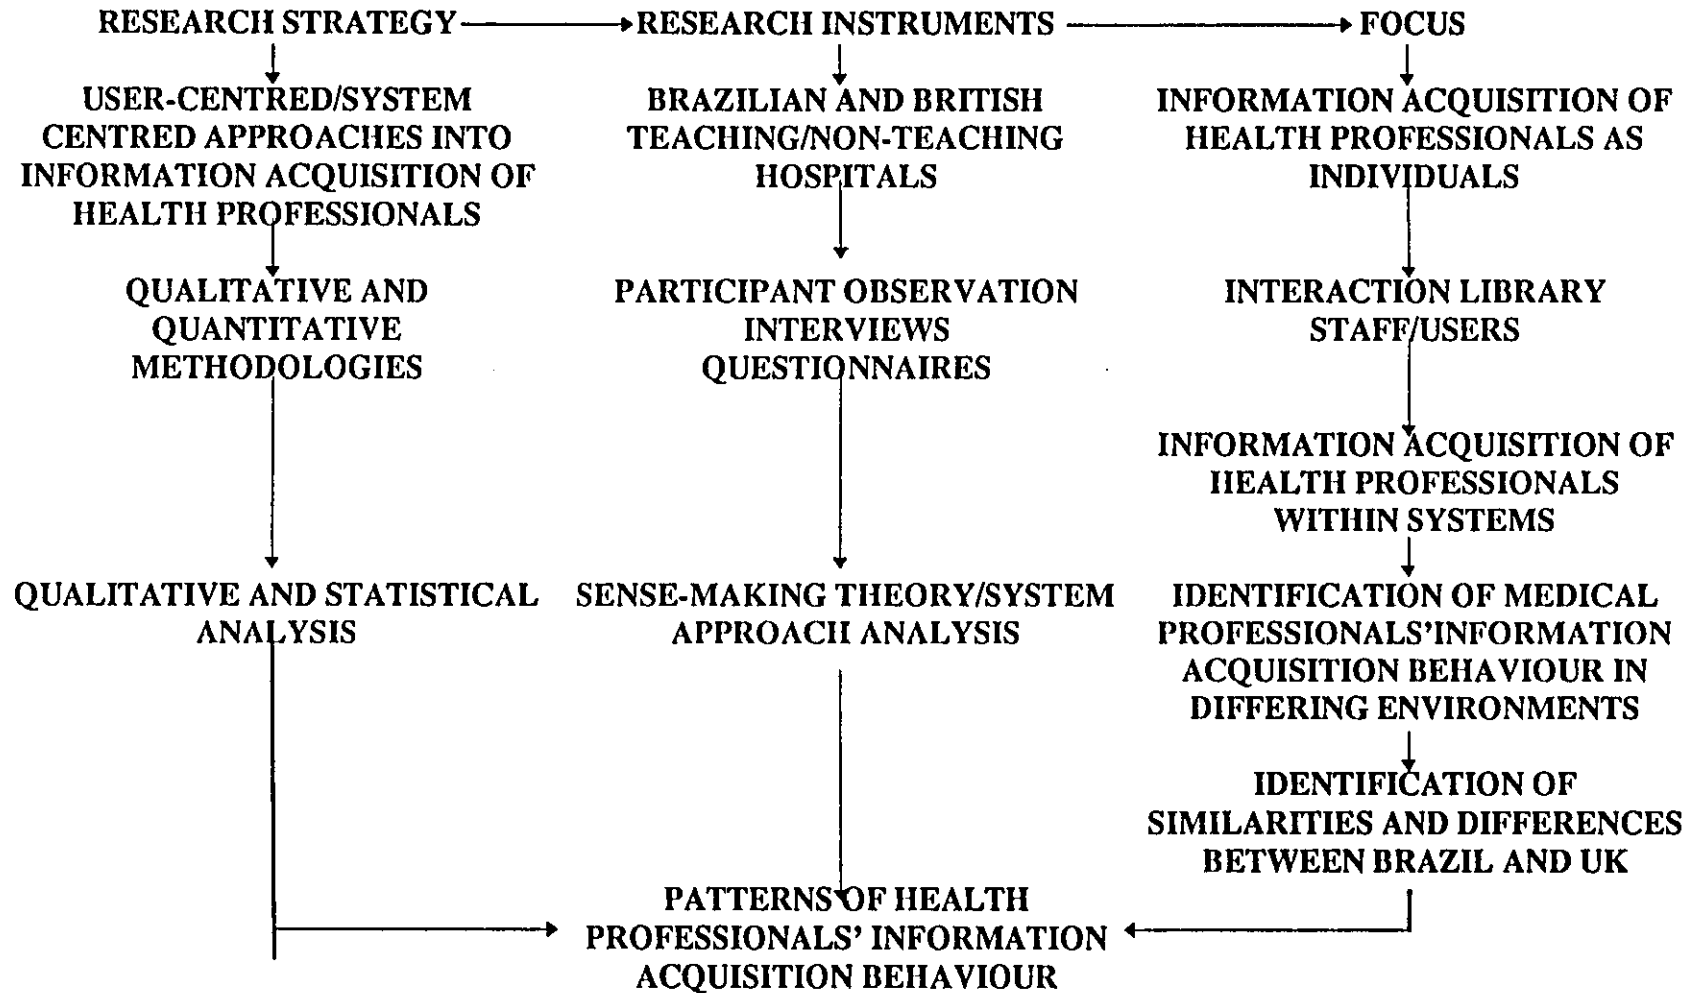 RESEARCH STRATEGY
RESEARCH INSTRUMENTS
FOCUS
USER-CENTRED/SYSTEM
CENTRED APPROACHES INTO
INFORMATION ACQUISITION OF
HEALTH PROFESSIONALS
BRAZILIAN AND BRITISH
TEACHING/NON-TEACHING
HOSPITALS
INFORMATION ACQUISITION OF
HEALTH PROFESSIONALS AS
INDIVIDUALS
QUALITATIVE AND
QUANTITATIVE
METHODOLOGIES
PARTICIPANT OBSERVATION
INTERVIEWS
QUESTIONNAIRES
INTERACTION LIBRARY
STAFF/USERS
INFORMATION ACQUISITION OF
HEALTH PROFESSIONALS
WITHIN SYSTEMS
QUALITATIVE AND STATISTICAL
ANALYSIS
SENSE-MAKING THEORY/SYSTEM
APPROACH ANALYSIS
IDENTIFICATION OF MEDICAL
PROFESSIONALS'INFORMATION
ACQUISITION BEHAVIOUR IN
DIFFERING ENVIRONMENTS
IDENTIFICATION OF
SIMILARITIES AND DIFFERENCES
BETWEEN BRAZIL AND UK
PATTERNS OF HEALTH
PROFESSIONALS' INFORMATION
ACQUISITION BEHAVIOUR